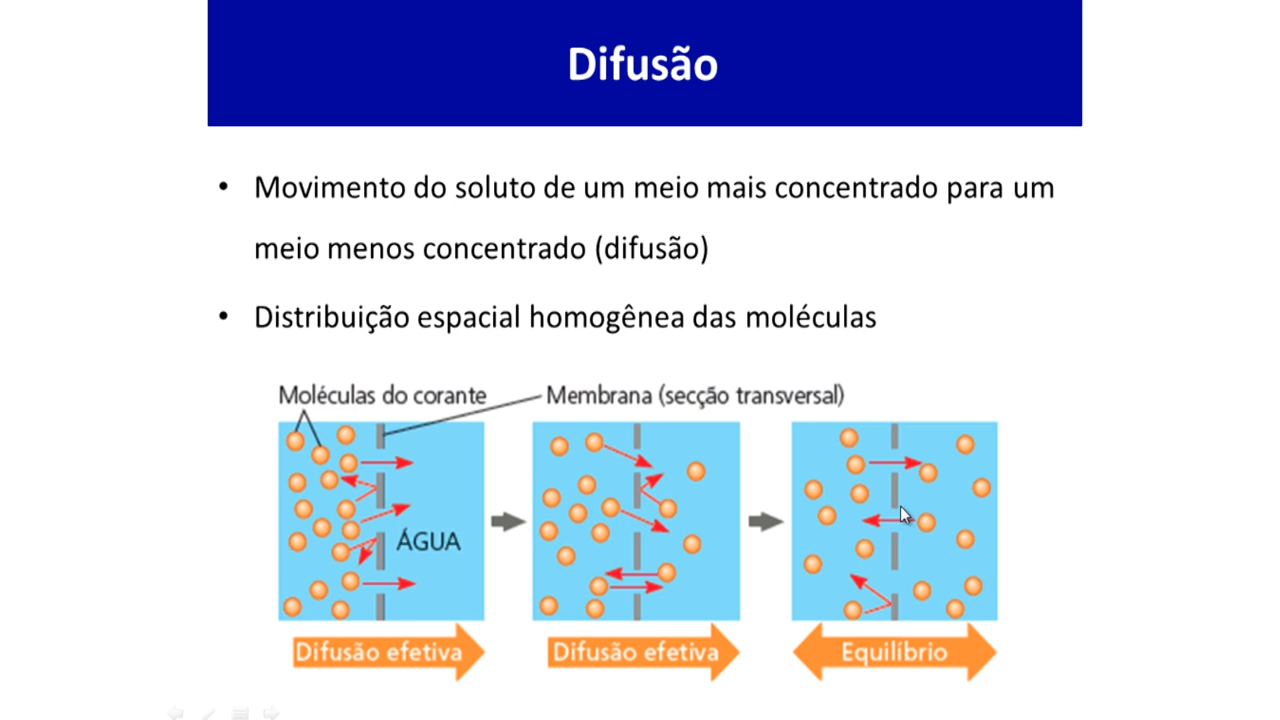 Difusão
• Movimento do soluto de um meio mais concentrado para um
meio menos concentrado (difusão)
• Distribuição espacial homogênea das moléculas
Moléculas do corante
Membrana (secção transversal)
ÁGUA
Difusão efetiva
Difusão efetiva
Equilíbrio